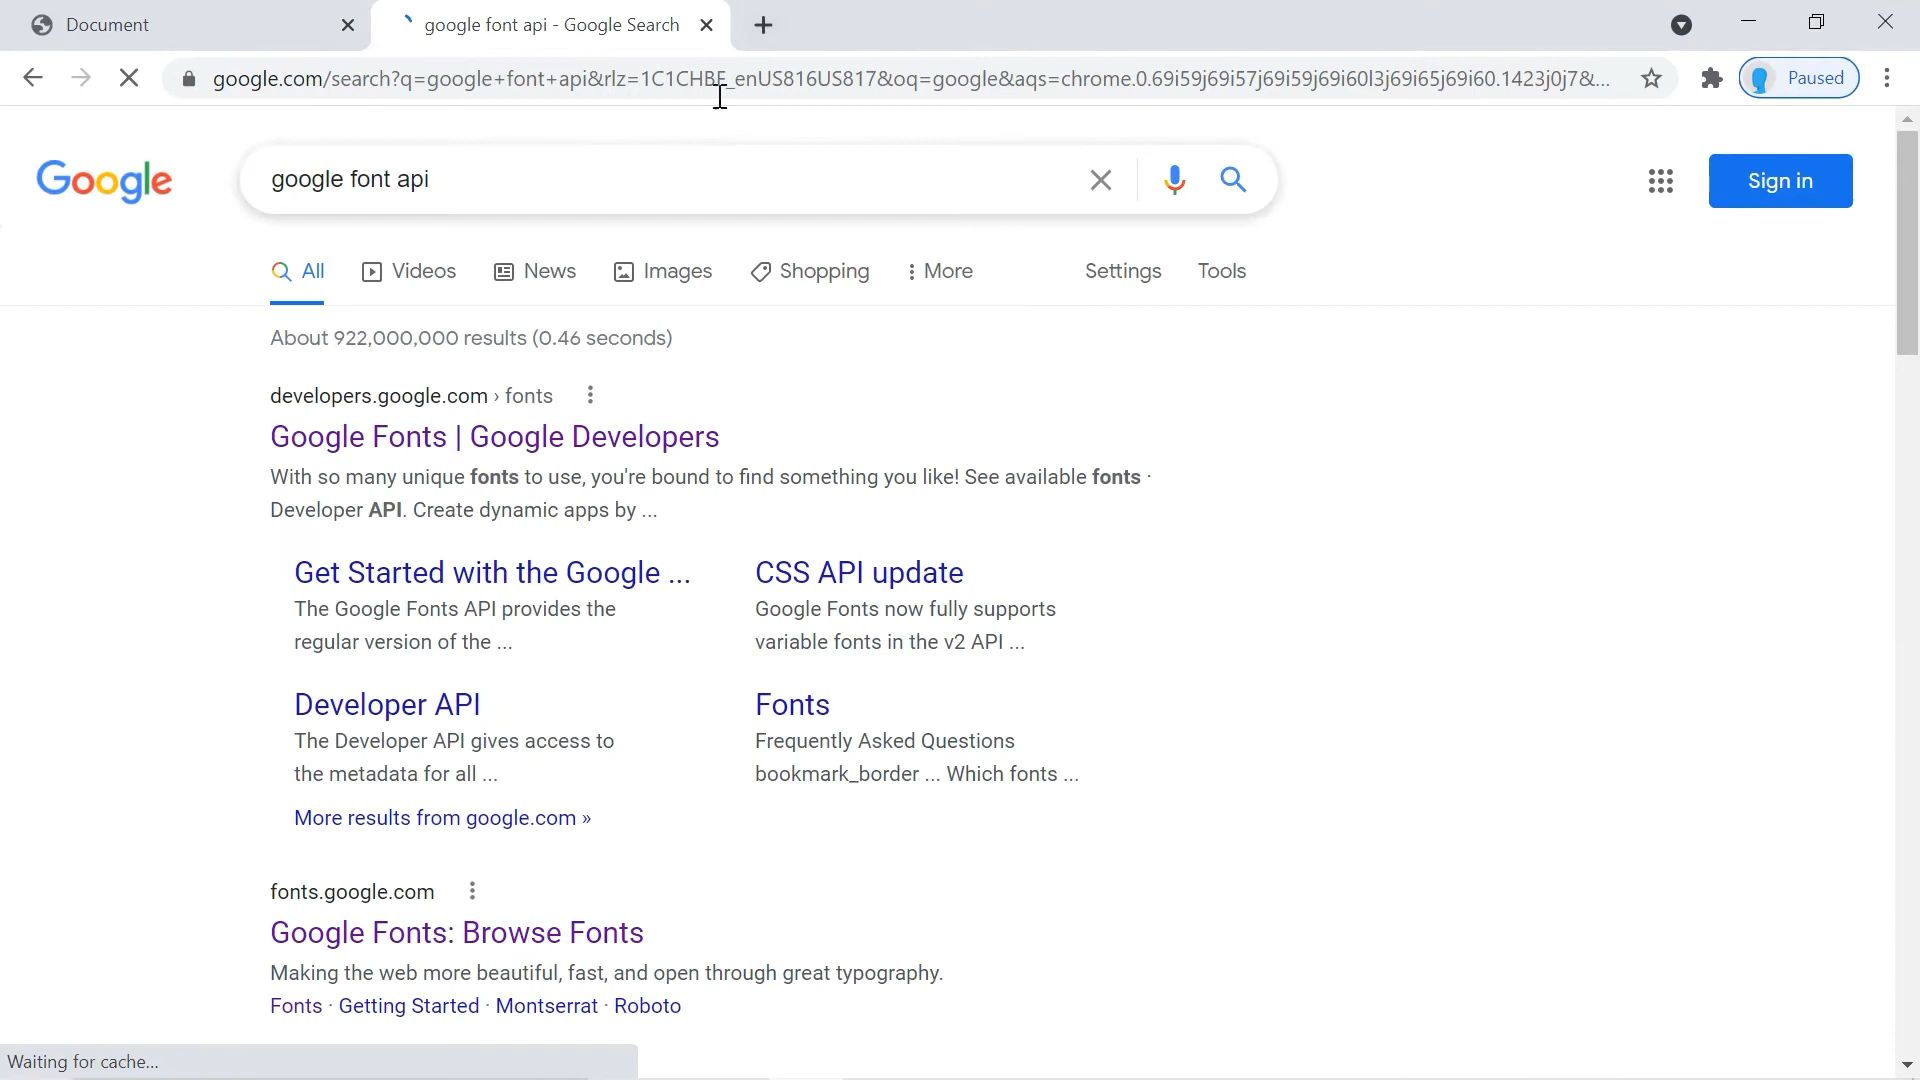 Document
google font api - Google Search
google.com/search?q=google+font+api&rlz=1C1CHBF_enUS816US817&oq=google&aqs=chrome.0.69i59j69i57j69i59j69i60l3j69i65j69i60.1423j0j7&...
Paused
Google
google font api
Sign in
All
Videos
News
Images
Shopping
More
Settings
Tools
About 922,000,000 results (0.46 seconds)
developers.google.com › fonts
Google Fonts | Google Developers
With so many unique fonts to use, you're bound to find something you like! See available fonts ·
Developer API. Create dynamic apps by ...
Get Started with the Google ...
The Google Fonts API provides the
regular version of the ...
CSS API update
Google Fonts now fully supports
variable fonts in the v2 API ...
Developer API
The Developer API gives access to
the metadata for all ...
Fonts
Frequently Asked Questions
bookmark_border ... Which fonts ...
More results from google.com »
fonts.google.com
Google Fonts: Browse Fonts
Making the web more beautiful, fast, and open through great typography.
Fonts · Getting Started · Montserrat · Roboto
Waiting for cache...